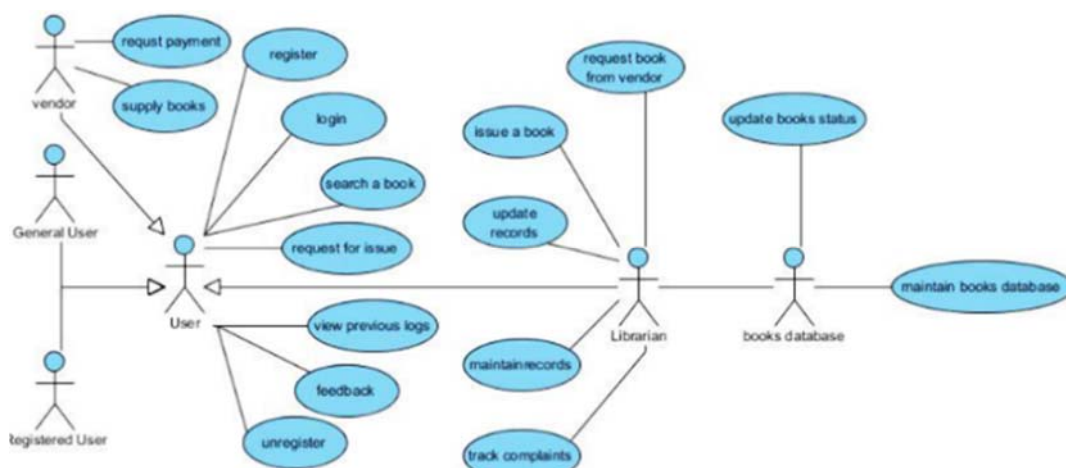 requst payment
vendor
supply books
General User
Registered User
User
register
login
search a book
request for issue
view previous logs
feedback
unregister
request book
from vendor
issue a book
update
records
Librarian
maintainrecords
track complaints
update books status
books database
maintain books database